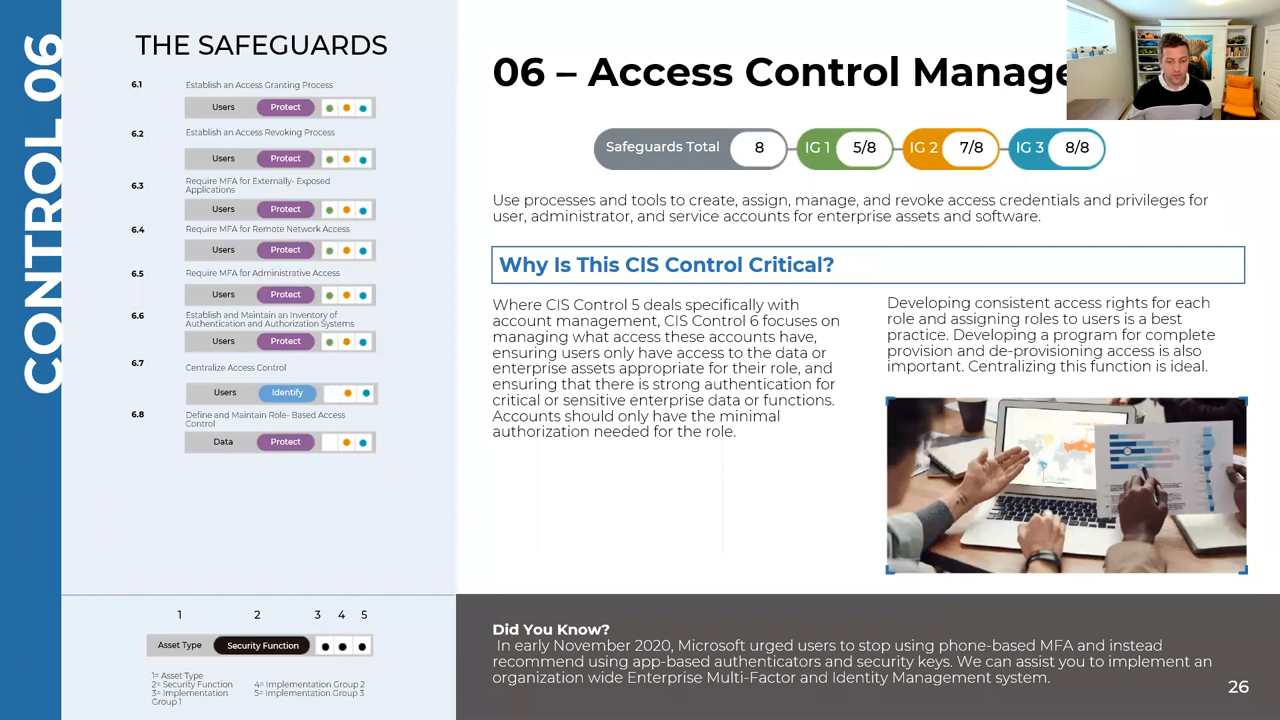 CONTROL 06
THE SAFEGUARDS
6.1 Establish an Access Granting Process
Users Protect
6.2 Establish an Access Revoking Process
Users Protect
6.3 Require MFA for Externally- Exposed
Applications
Users Protect
6.4 Require MFA for Remote Network Access
Users Protect
6.5 Require MFA for Administrative Access
Users Protect
6.6 Establish and Maintain an Inventory of
Authentication and Authorization Systems
Users Protect
6.7 Centralize Access Control
Users Identify
6.8 Define and Maintain Role- Based Access
Control
Data Protect
1 2 3 4 5
Asset Type Security Function
1= Asset Type
2= Security Function 4= Implementation Group 2
3= Implementation 5= Implementation Group 3
Group 1
06 – Access Control Manage
Safeguards Total 8 IG 1 5/8 IG 2 7/8 IG 3 8/8
Use processes and tools to create, assign, manage, and revoke access credentials and privileges for
user, administrator, and service accounts for enterprise assets and software.
Why Is This CIS Control Critical?
Where CIS Control 5 deals specifically with
account management, CIS Control 6 focuses on
managing what access these accounts have,
ensuring users only have access to the data or
enterprise assets appropriate for their role, and
ensuring that there is strong authentication for
critical or sensitive enterprise data or functions.
Accounts should only have the minimal
authorization needed for the role.
Developing consistent access rights for each
role and assigning roles to users is a best
practice. Developing a program for complete
provision and de-provisioning access is also
important. Centralizing this function is ideal.
Did You Know?
In early November 2020, Microsoft urged users to stop using phone-based MFA and instead
recommend using app-based authenticators and security keys. We can assist you to implement an
organization wide Enterprise Multi-Factor and Identity Management system.
26